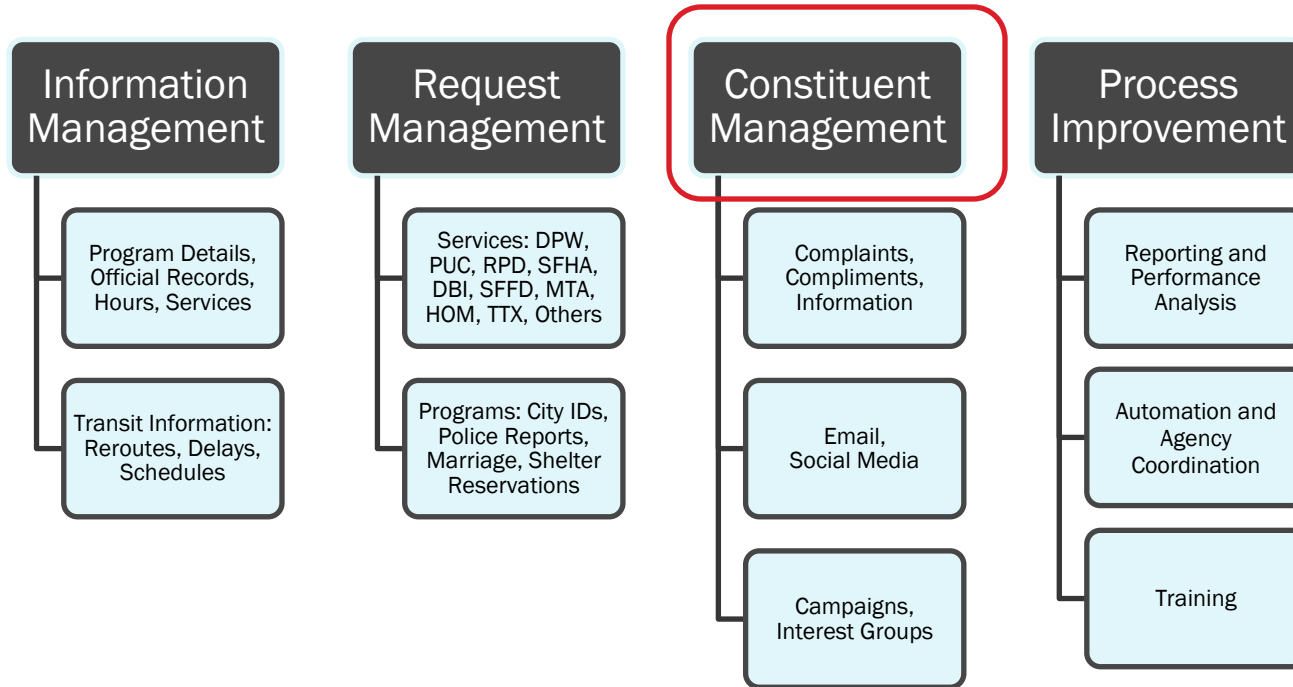 Information
Management
Program Details,
Official Records,
Hours, Services
Transit Information:
Reroutes, Delays,
Schedules
Request
Management
Services: DPW,
PUC, RPD, SFHA,
DBI, SFFD, MTA,
HOM, TTX, Others
Programs: City IDs,
Police Reports,
Marriage, Shelter
Reservations
Constituent
Management
Complaints,
Compliments,
Information
Email,
Social Media
Campaigns,
Interest Groups
Process
Improvement
Reporting and
Performance
Analysis
Automation and
Agency
Coordination
Training